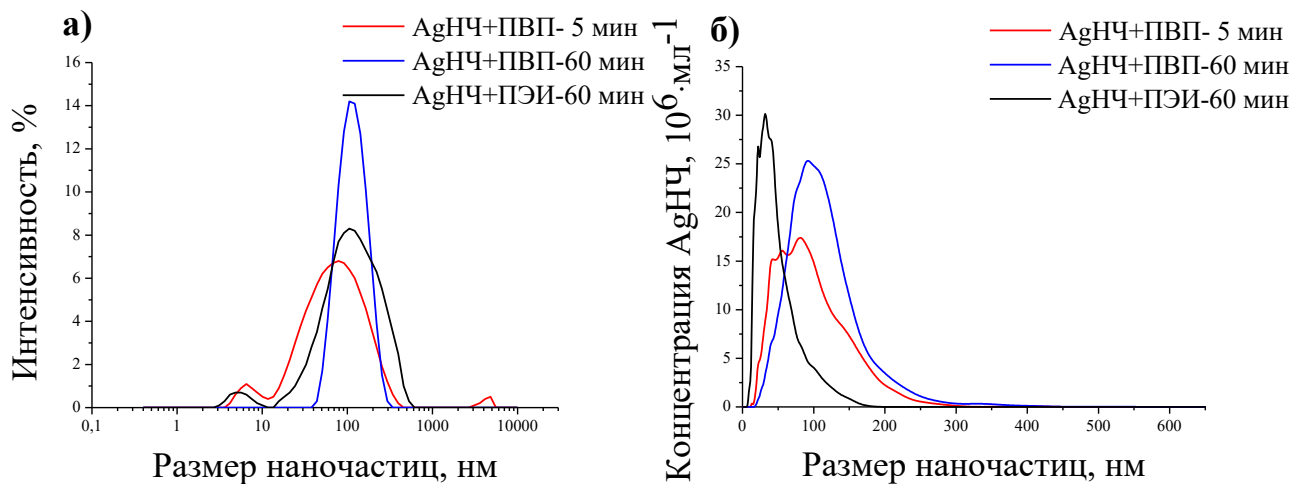 а)
AgНЧ+ПВП- 5 мин
AgНЧ+ПВП-60 мин
AgНЧ+ПЭИ-60 мин
Интенсивность, %
16
14
12
10
8
6
4
2
0
0,1
1
10
100
1000
10000
Размер наночастиц, нм
б)
AgНЧ+ПВП- 5 мин
AgНЧ+ПВП-60 мин
AgНЧ+ПЭИ-60 мин
Концентрация AgНЧ, 10⁶·мл⁻¹
35
30
25
20
15
10
5
0
0
100
200
300
400
500
600
Размер наночастиц, нм